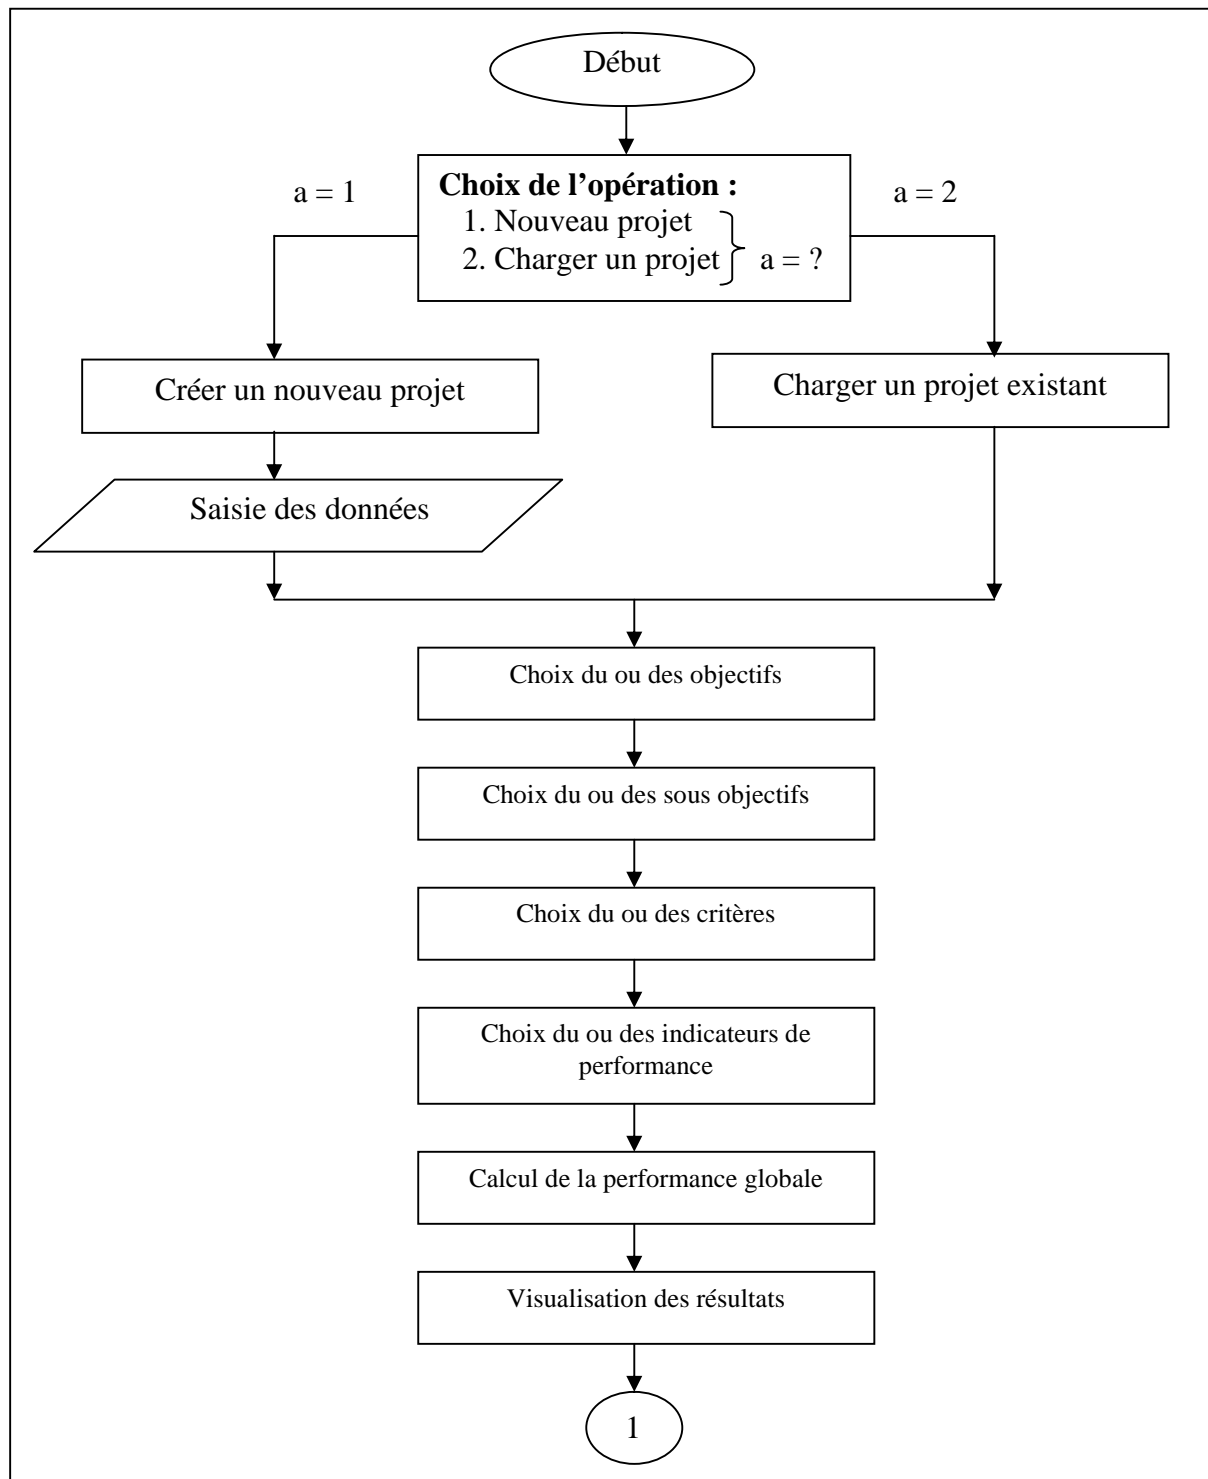 Début
a = 1
Choix de l’opération :
a = 2
1. Nouveau projet
2. Charger un projet
a = ?
Créer un nouveau projet
Charger un projet existant
Saisie des données
Choix du ou des objectifs
Choix du ou des sous objectifs
Choix du ou des critères
Choix du ou des indicateurs de
performance
Calcul de la performance globale
Visualisation des résultats
1